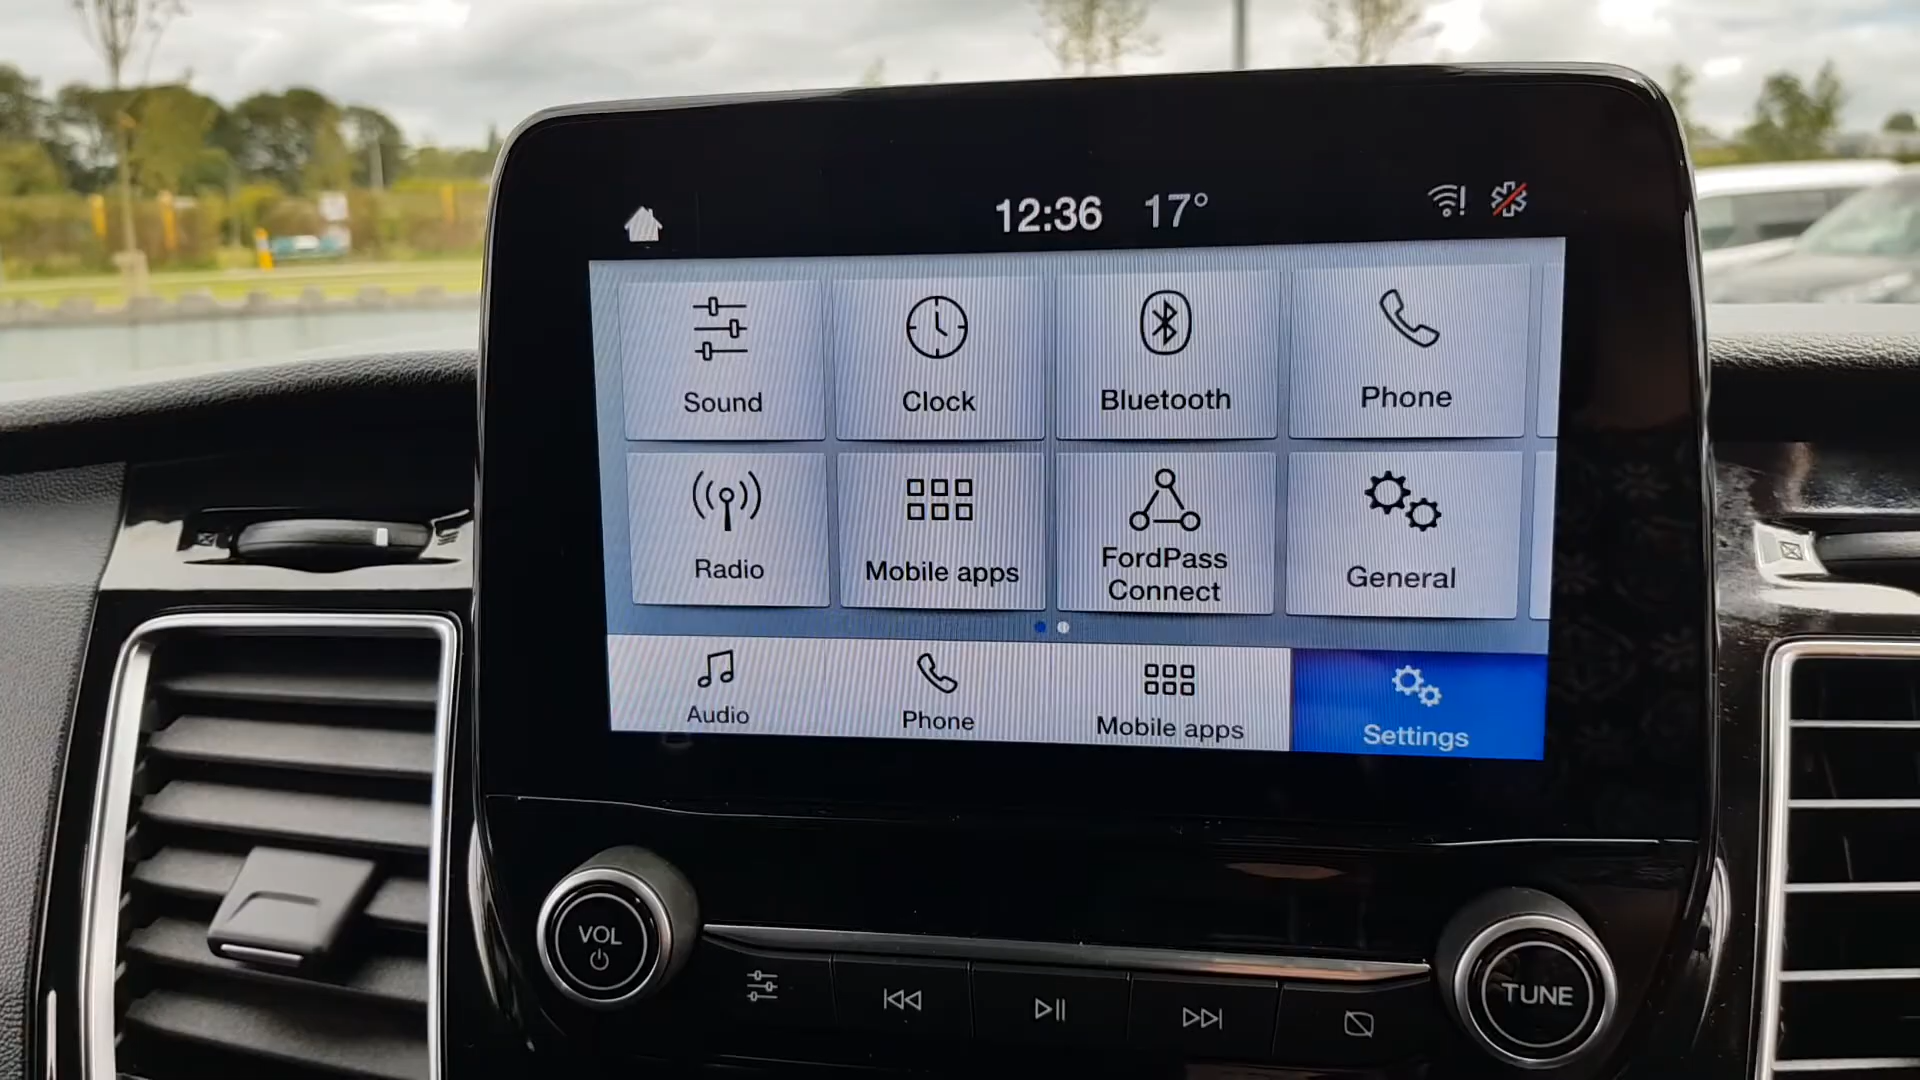 12:36 17°
Sound
Clock
Bluetooth
Phone
Radio
Mobile apps
FordPass
Connect
General
Audio
Phone
Mobile apps
Settings
VOL
TUNE